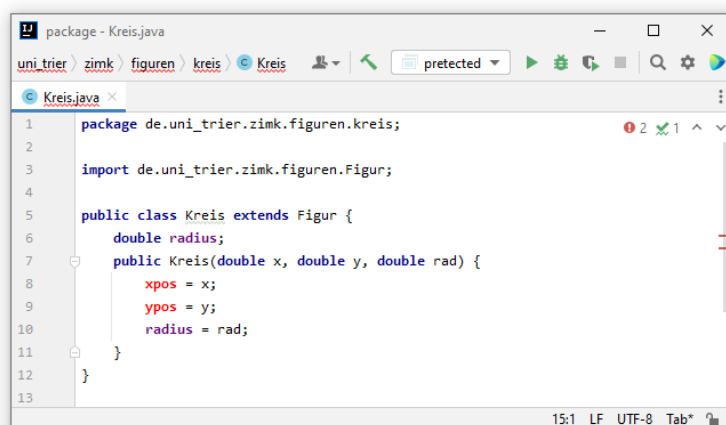 package - Kreis.java
uni_trier zimk figuren kreis Kreis pretected
Kreis.java
1 package de.uni_trier.zimk.figuren.kreis; 2 1
2
3 import de.uni_trier.zimk.figuren.Figur;
4
5 public class Kreis extends Figur {
6 double radius;
7 public Kreis(double x, double y, double rad) {
8 xpos = x;
9 ypos = y;
10 radius = rad;
11 }
12 }
13
15:1 LF UTF-8 Tab*